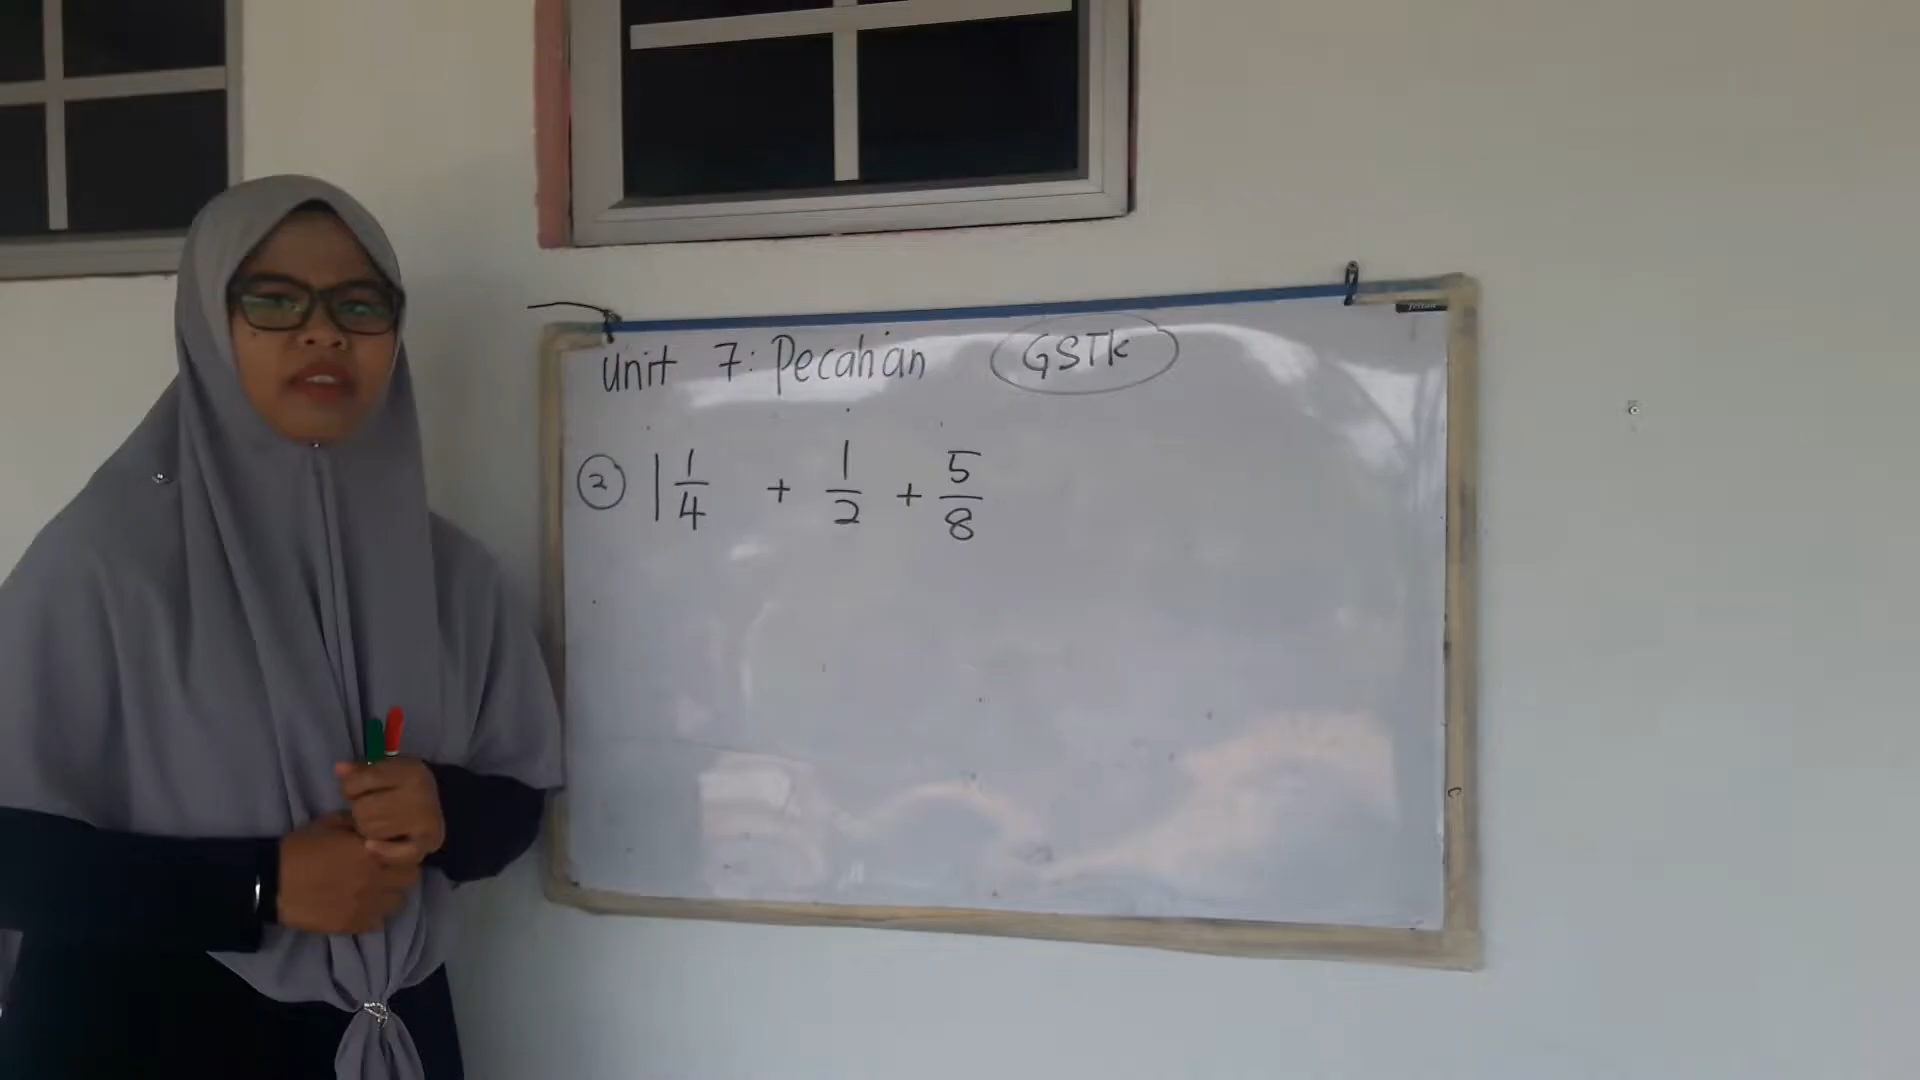 Unit 7: Pecahan GSTK
② 1 1/4 + 1/2 + 5/8